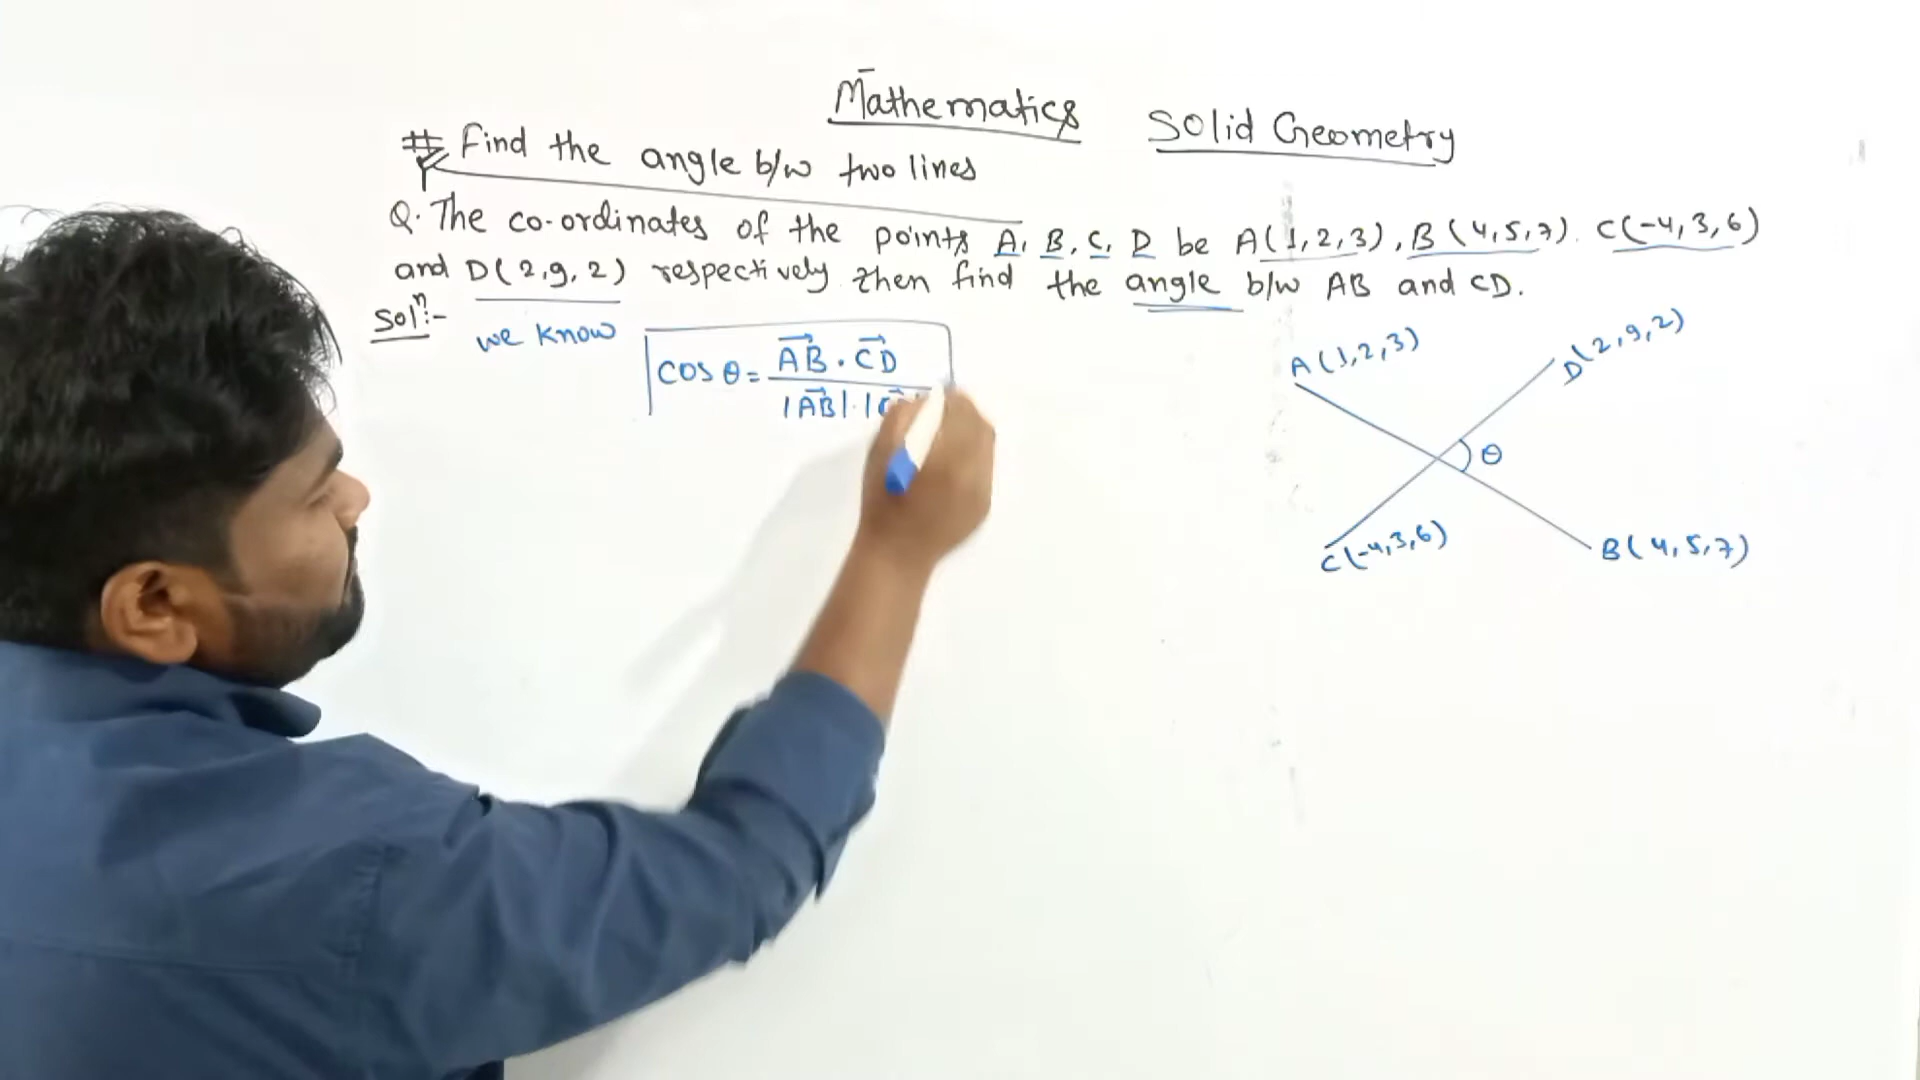 Mathematics
Solid Geometry
# Find the angle b/w two lines
Q. The co-ordinates of the points A, B, C, D be A(1,2,3), B(4,5,7). C(-4,3,6)
and D(2,9,2) respectively then find the angle b/w AB and CD.
Solⁿ:-
we know
cos θ = AB⃗ . CD⃗
|AB⃗|.|C
A(1,2,3)
D(2,9,2)
θ
C(-4,3,6)
B(4,5,7)